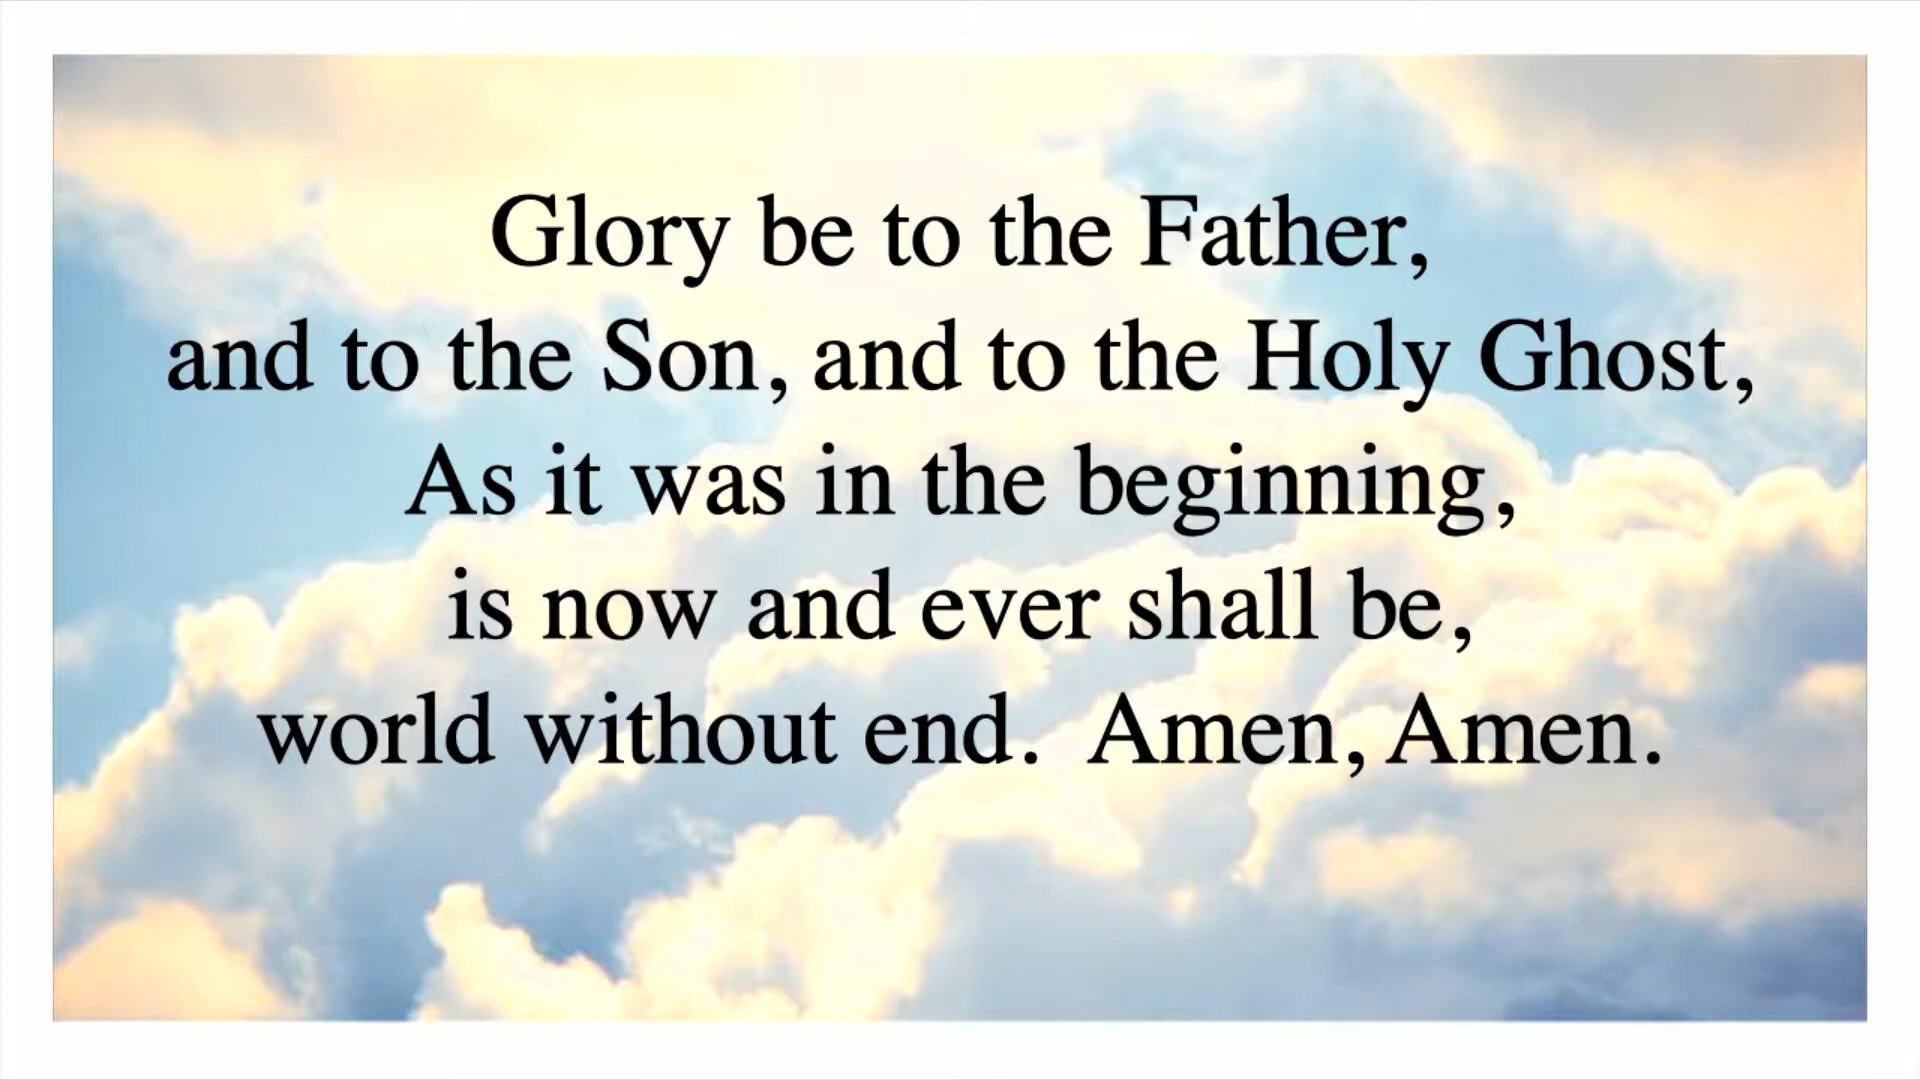 Glory be to the Father,
and to the Son, and to the Holy Ghost,
As it was in the beginning,
is now and ever shall be,
world without end.  Amen, Amen.